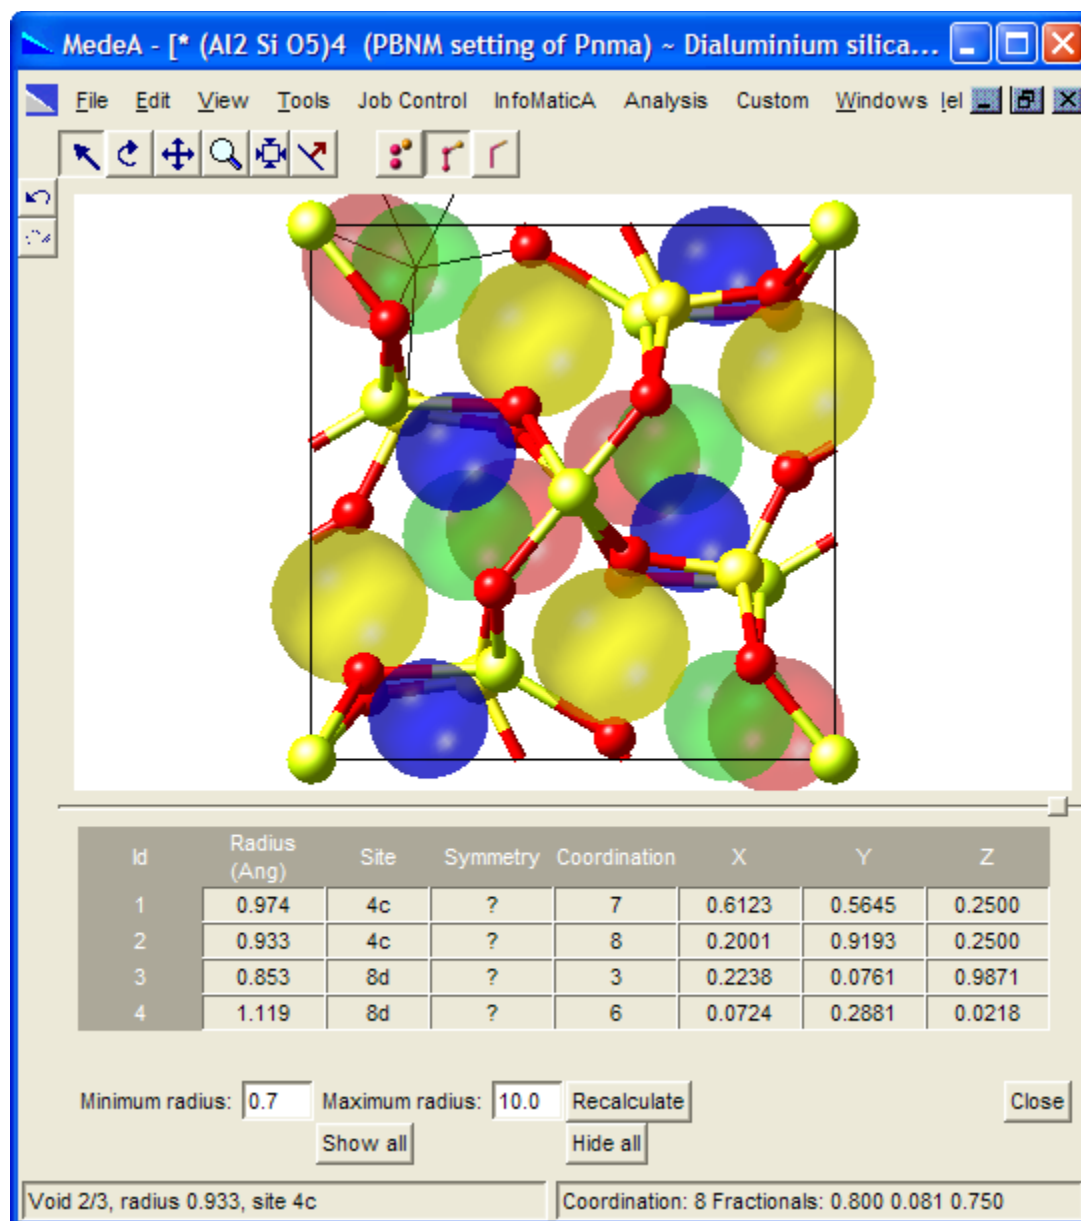 MedeA - [* (Al2 Si O5)4 (PBNM setting of Pnma) ~ Dialuminium silica...
File Edit View Tools Job Control InfoMaticA Analysis Custom Windows
Id Radius (Ang) Site Symmetry Coordination X Y Z
1 0.974 4c ? 7 0.6123 0.5645 0.2500
2 0.933 4c ? 8 0.2001 0.9193 0.2500
3 0.853 8d ? 3 0.2238 0.0761 0.9871
4 1.119 8d ? 6 0.0724 0.2881 0.0218
Minimum radius: 0.7 Maximum radius: 10.0 Recalculate Close
Show all Hide all
Void 2/3, radius 0.933, site 4c Coordination: 8 Fractionals: 0.800 0.081 0.750